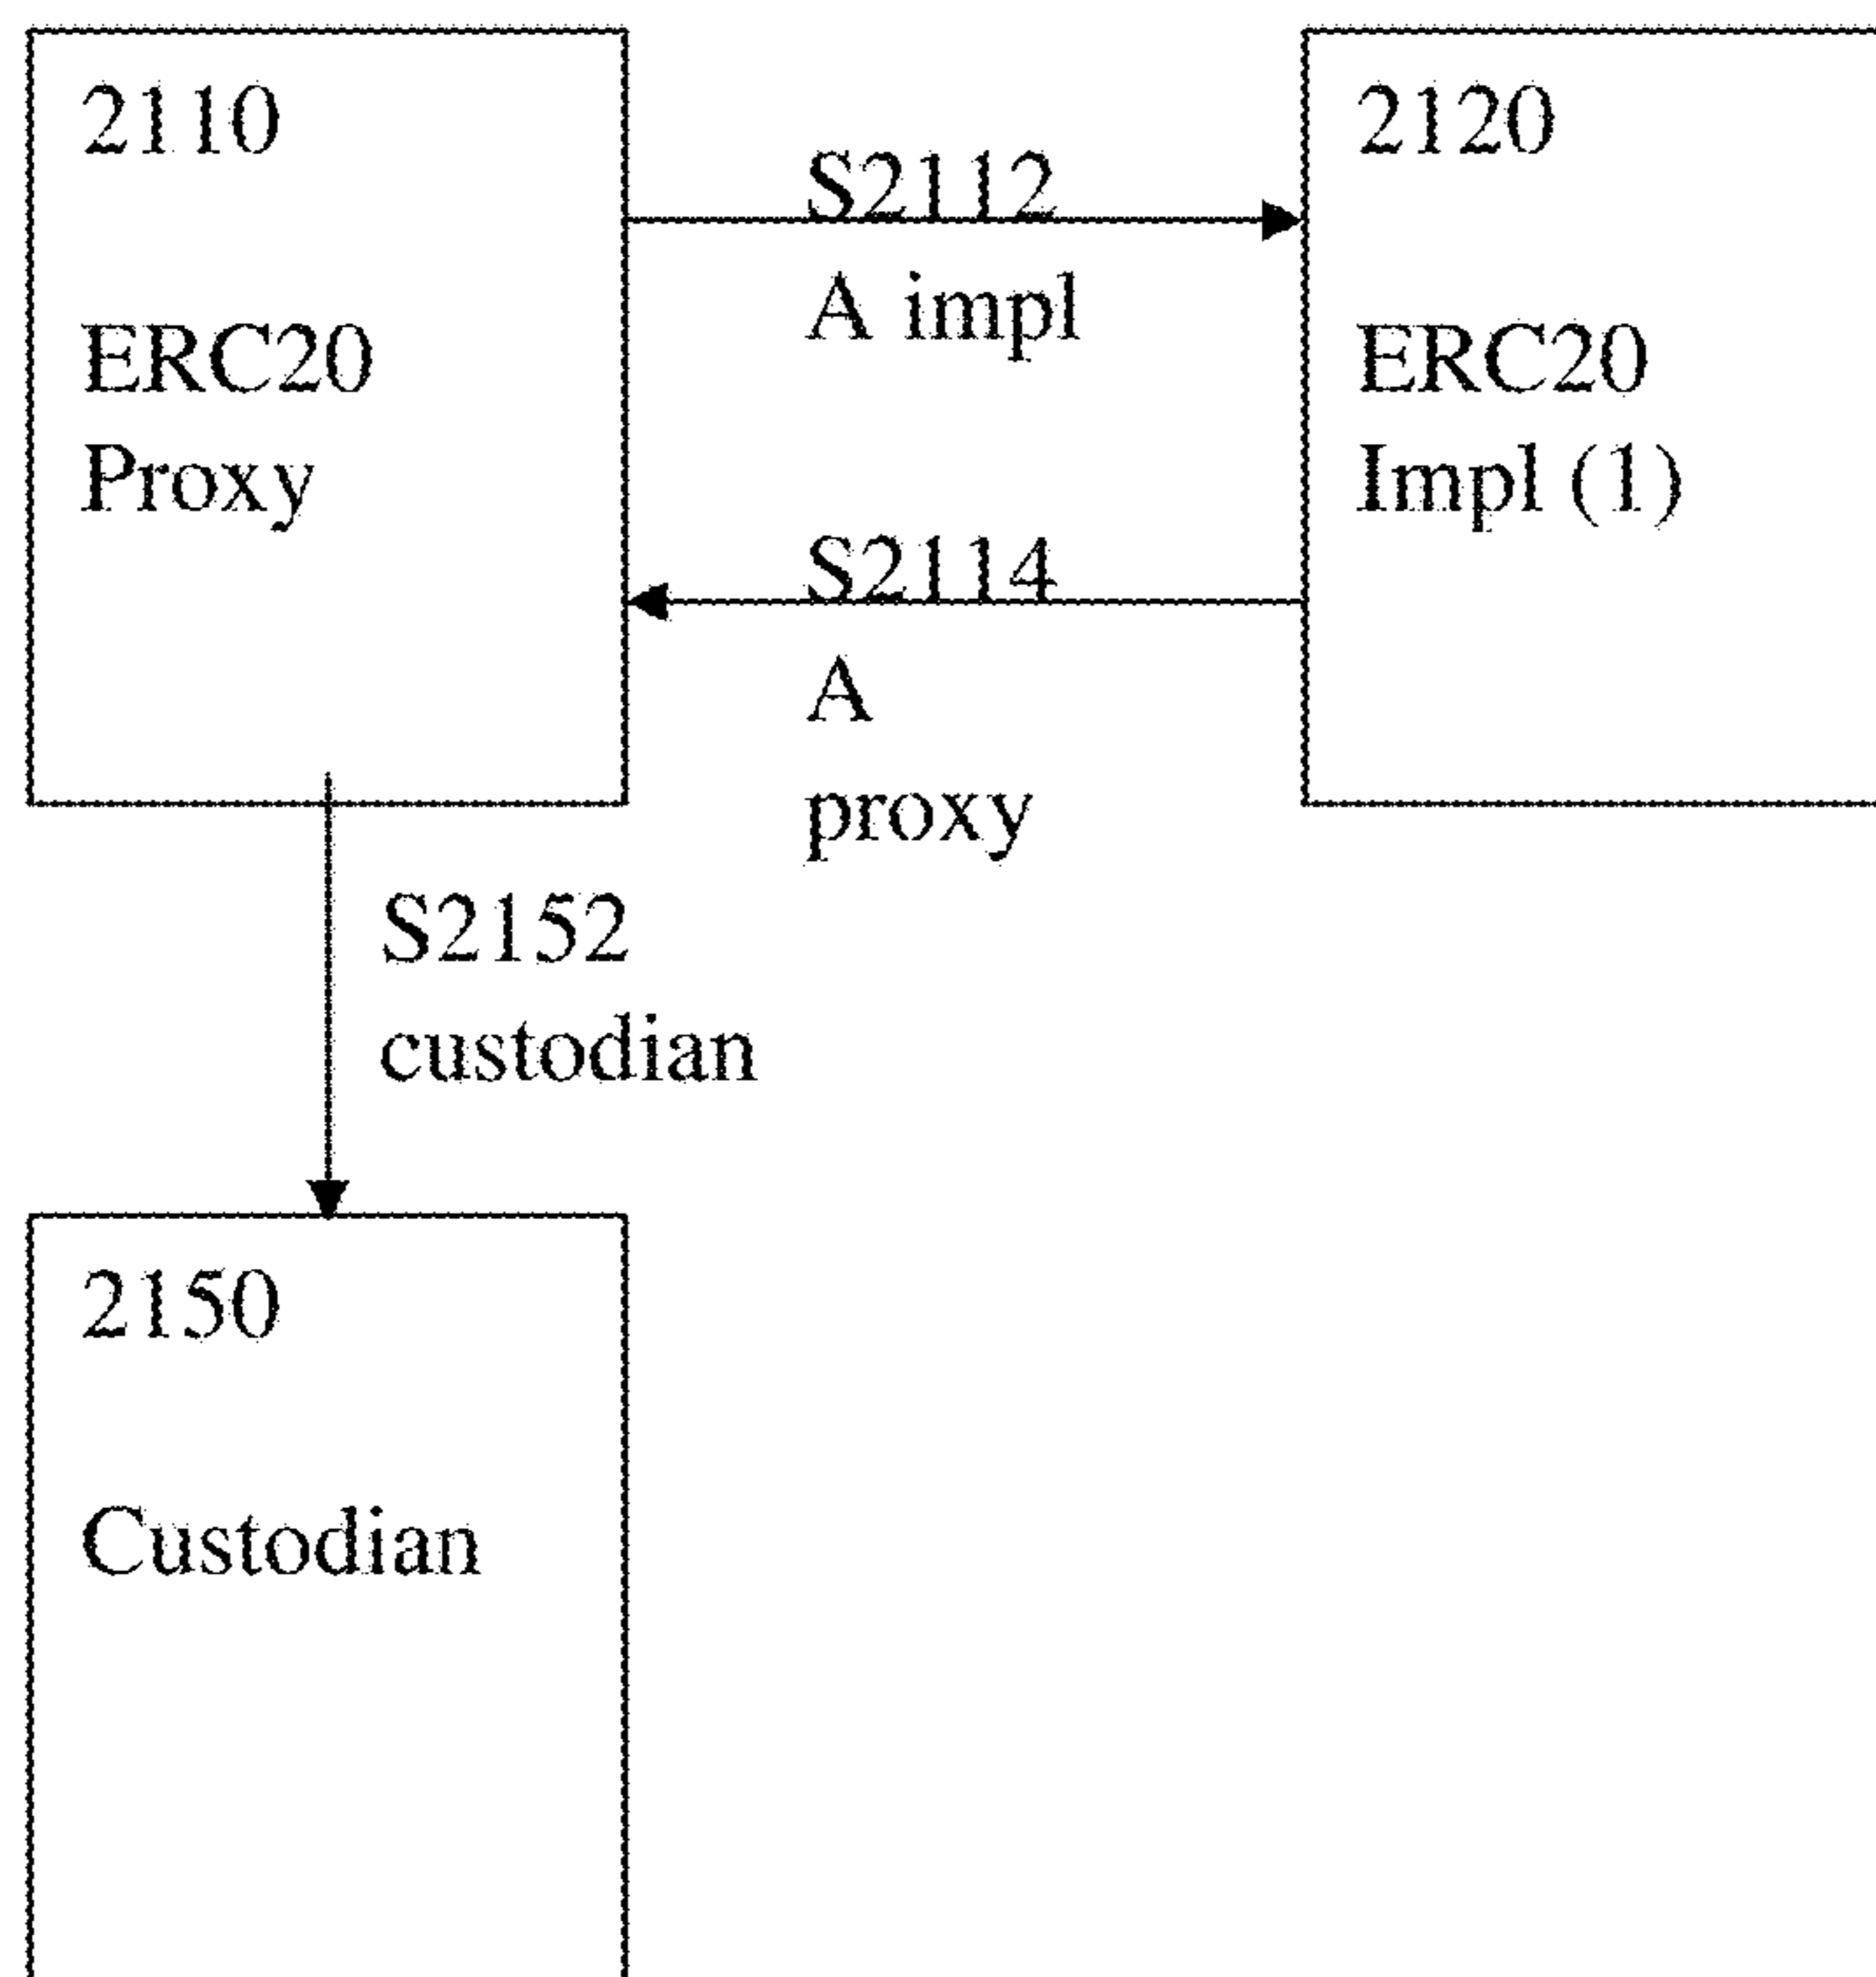 2110
ERC20
Proxy
S2112
A impl
S2114
A
proxy
2120
ERC20
Impl (1)
S2152
custodian
2150
Custodian